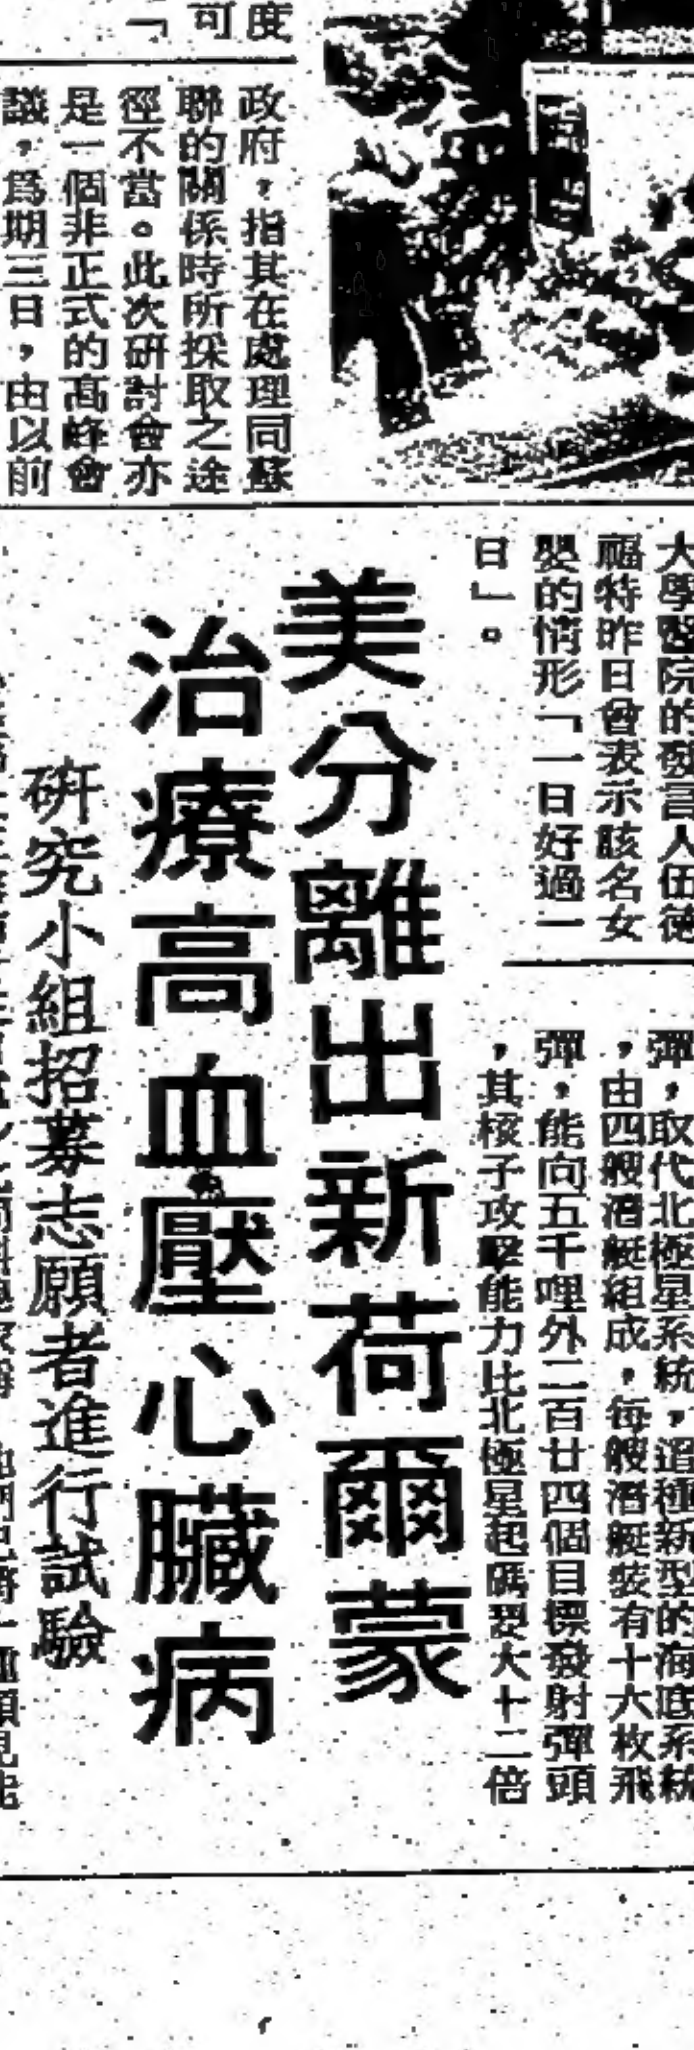 度
可
「
政府，指其在處理同蘇
聯的關係時所採取之途
徑不當。此次研討會亦
是一個非正式的高峰會
議，爲期三日，由以前
大學醫院的發言人伍德
福特昨日曾表示該名女
嬰的情形「一日好過一
日」。
彈，取代北極星系統，這種新型的海底系統
，由四艘潛艇組成，每艘潛艇裝有十六枚飛
彈，能向五千哩外二百廿四個目標發射彈頭
，其核子攻擊能力比北極星起碼要大十二倍
美分離出新荷爾蒙
治療高血壓心臟病
研究小組招募志願者進行試驗